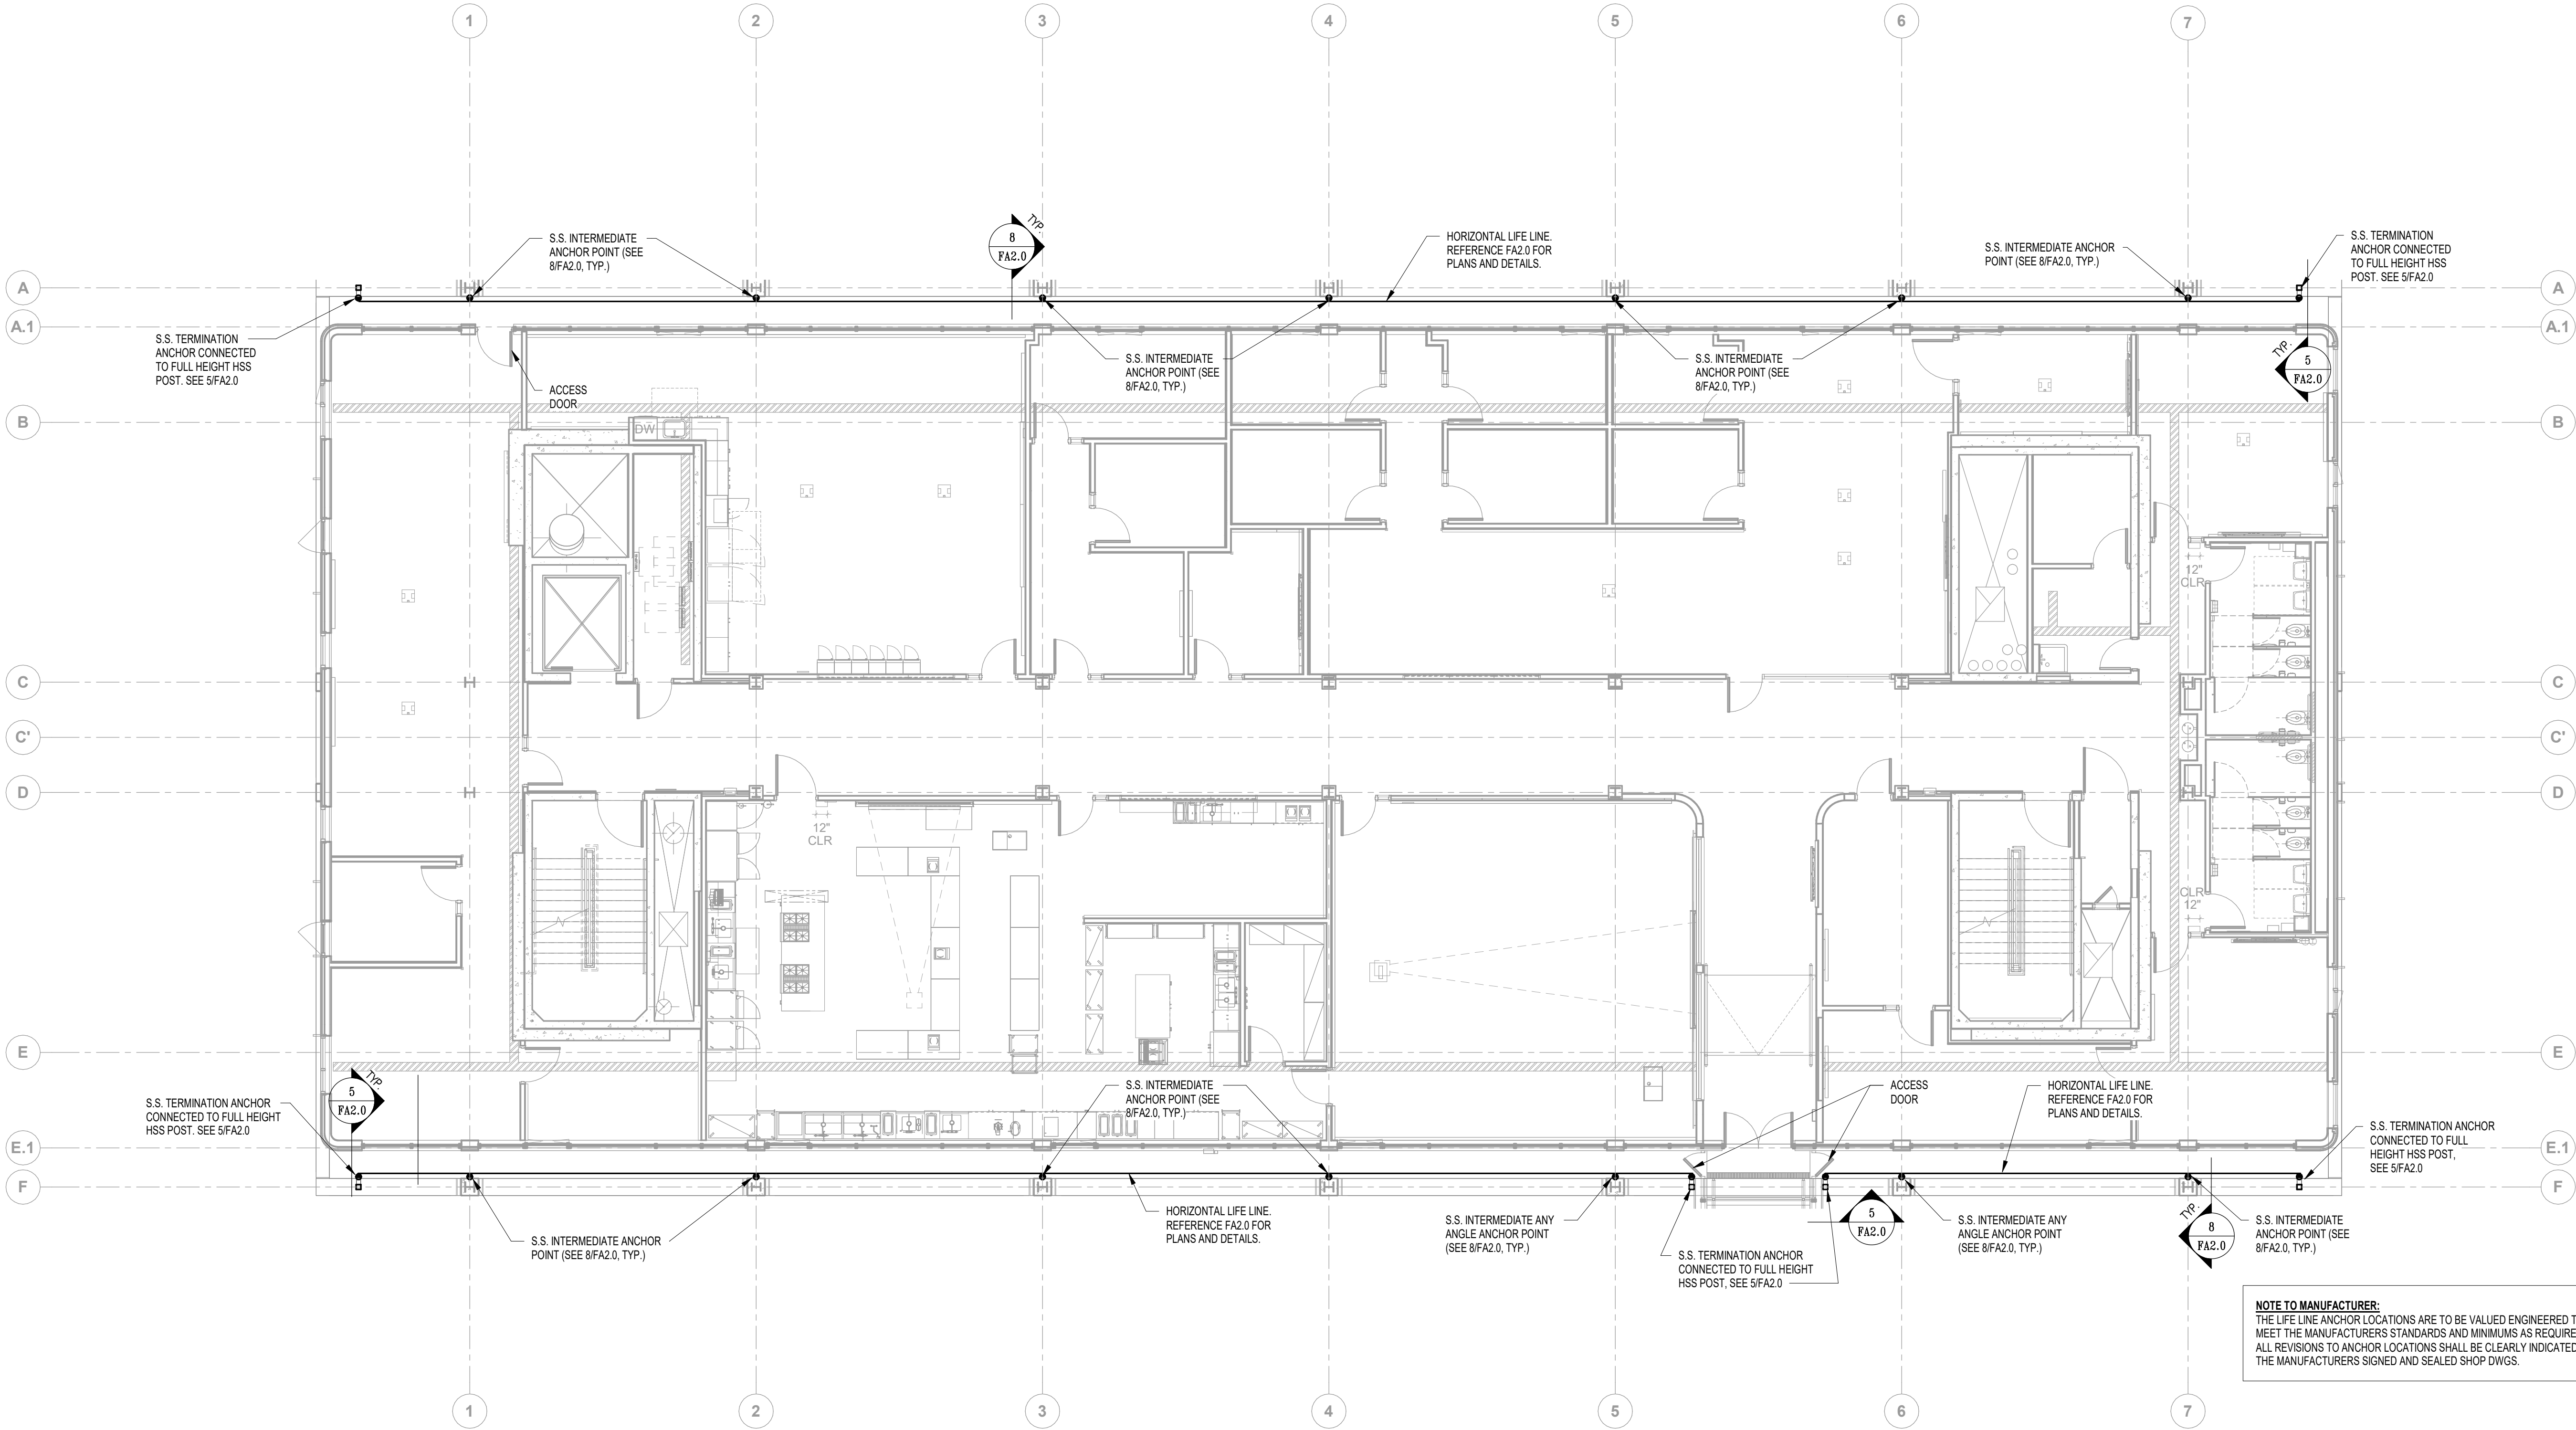 1
2
3
4
5
6
7
S.S. INTERMEDIATE
ANCHOR POINT (SEE
8/FA2.0, TYP.)
TYP.
8
FA2.0
HORIZONTAL LIFE LINE.
REFERENCE FA2.0 FOR
PLANS AND DETAILS.
S.S. INTERMEDIATE ANCHOR
POINT (SEE 8/FA2.0, TYP.)
S.S. TERMINATION
ANCHOR CONNECTED
TO FULL HEIGHT HSS
POST. SEE 5/FA2.0
A
A
A.1
A.1
S.S. TERMINATION
ANCHOR CONNECTED
TO FULL HEIGHT HSS
POST. SEE 5/FA2.0
ACCESS
DOOR
S.S. INTERMEDIATE
ANCHOR POINT (SEE
8/FA2.0, TYP.)
S.S. INTERMEDIATE
ANCHOR POINT (SEE
8/FA2.0, TYP.)
TYP.
5
FA2.0
B
B
DW
12"
CLR
C
C
C'
C'
D
D
12"
CLR
CLR
12"
E
E
TYP.
5
FA2.0
S.S. TERMINATION ANCHOR
CONNECTED TO FULL HEIGHT
HSS POST. SEE 5/FA2.0
S.S. INTERMEDIATE
ANCHOR POINT (SEE
8/FA2.0, TYP.)
ACCESS
DOOR
HORIZONTAL LIFE LINE.
REFERENCE FA2.0 FOR
PLANS AND DETAILS.
S.S. TERMINATION ANCHOR
CONNECTED TO FULL
HEIGHT HSS POST,
SEE 5/FA2.0
E.1
E.1
F
F
S.S. INTERMEDIATE ANCHOR
POINT (SEE 8/FA2.0, TYP.)
HORIZONTAL LIFE LINE.
REFERENCE FA2.0 FOR
PLANS AND DETAILS.
S.S. INTERMEDIATE ANY
ANGLE ANCHOR POINT
(SEE 8/FA2.0, TYP.)
S.S. TERMINATION ANCHOR
CONNECTED TO FULL HEIGHT
HSS POST, SEE 5/FA2.0
5
FA2.0
S.S. INTERMEDIATE ANY
ANGLE ANCHOR POINT
(SEE 8/FA2.0, TYP.)
TYP.
8
FA2.0
S.S. INTERMEDIATE
ANCHOR POINT (SEE
8/FA2.0, TYP.)
NOTE TO MANUFACTURER:
THE LIFE LINE ANCHOR LOCATIONS ARE TO BE VALUED ENGINEERED T
MEET THE MANUFACTURERS STANDARDS AND MINIMUMS AS REQUIRE
ALL REVISIONS TO ANCHOR LOCATIONS SHALL BE CLEARLY INDICATED
THE MANUFACTURERS SIGNED AND SEALED SHOP DWGS.
1
2
3
4
5
6
7